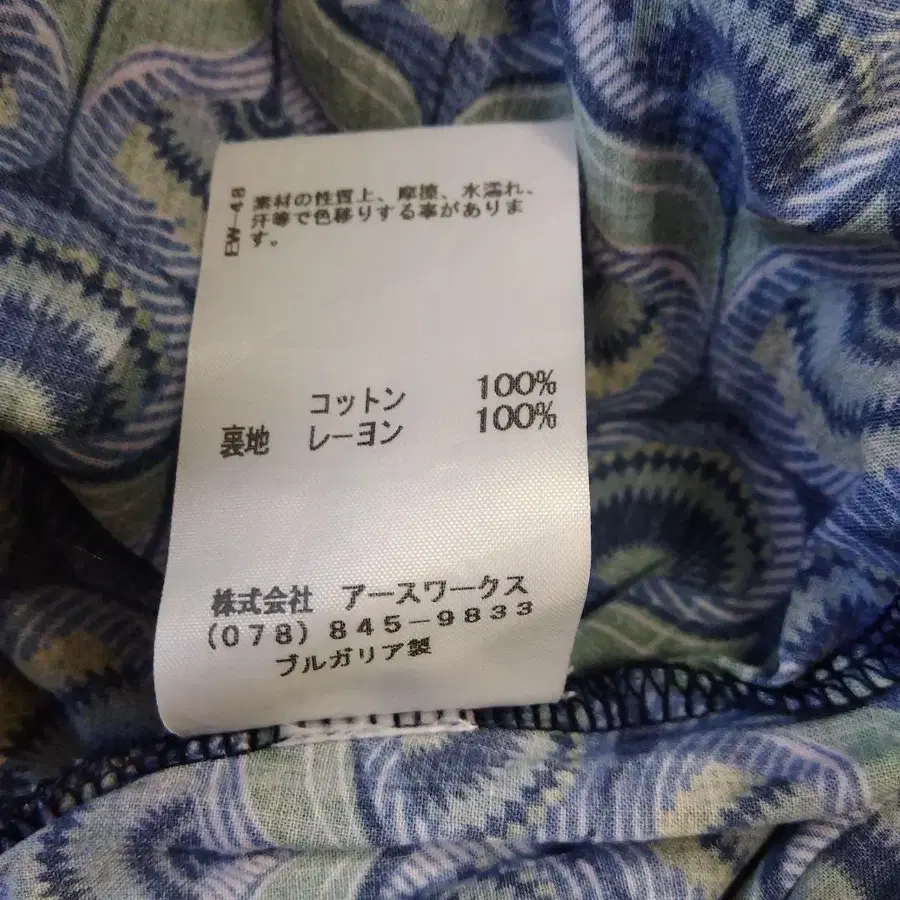 EW-48
素材の性質上、摩擦、水濡れ、
汗等で色移りする事がありま
す。
コットン 100%
裏地 レーヨン 100%
株式会社 アースワークス
(078) 845-9833
ブルガリア製